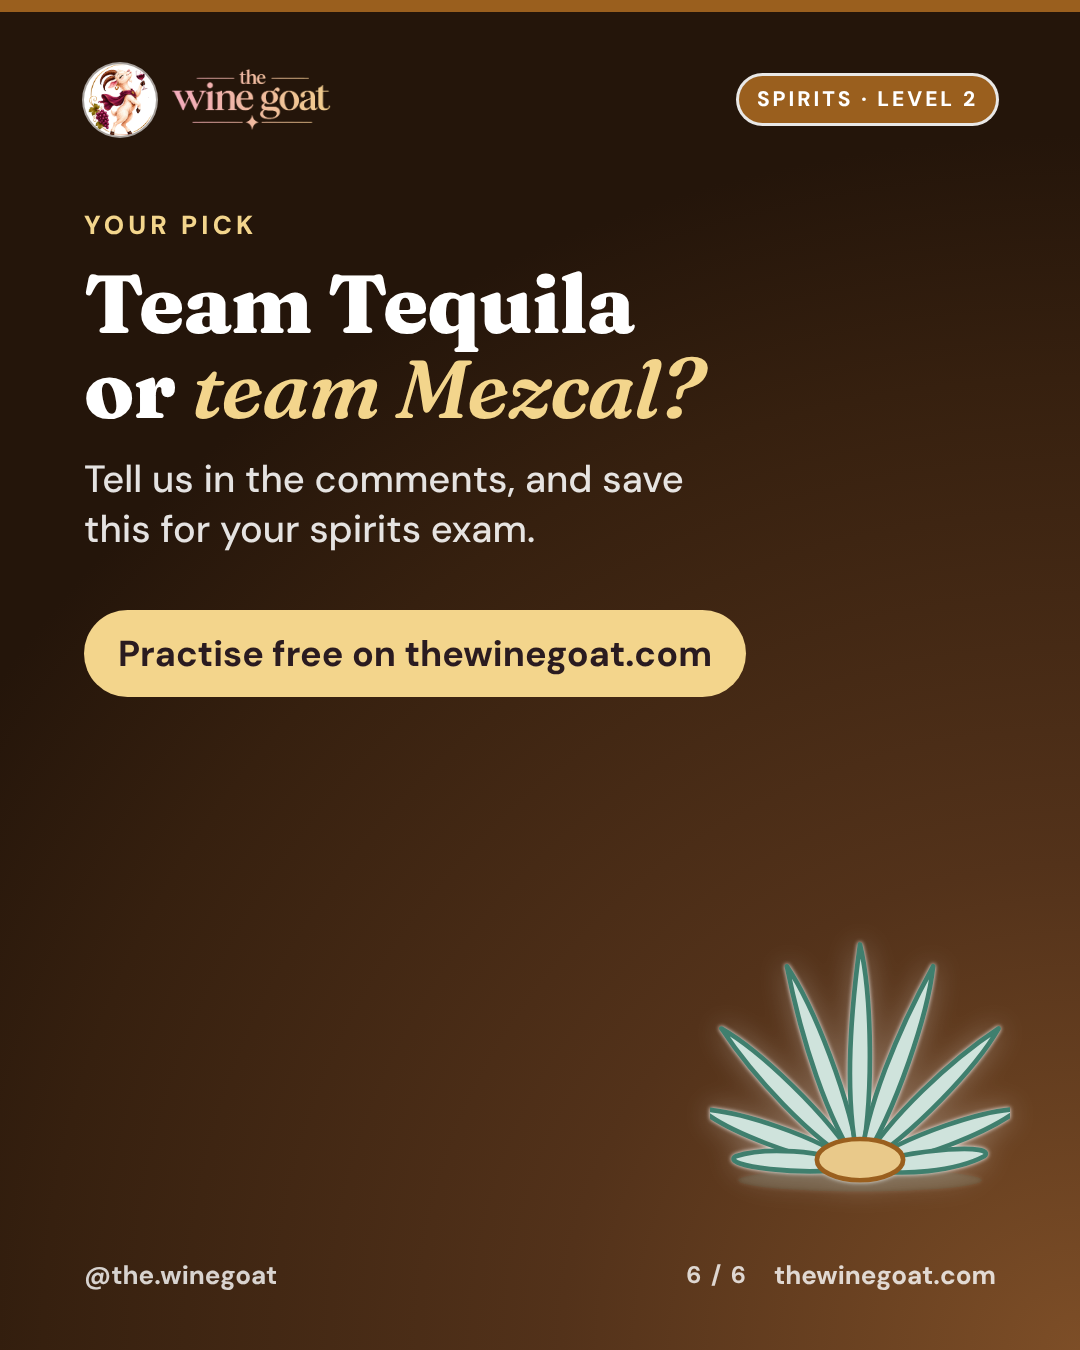 the
wine goat
SPIRITS · LEVEL 2
YOUR PICK
Team Tequila
or team Mezcal?
Tell us in the comments, and save
this for your spirits exam.
Practise free on thewinegoat.com
@the.winegoat
6 / 6
thewinegoat.com